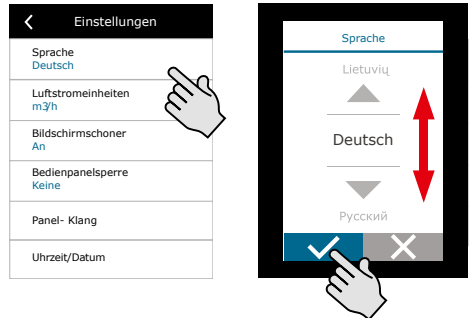 Einstellungen
Sprache
Deutsch
Luftstromeinheiten
m3/h
Bildschirmschoner
An
Bedienpanelsperre
Keine
Panel- Klang
Uhrzeit/Datum
Sprache
Lietuvių
Deutsch
Русский